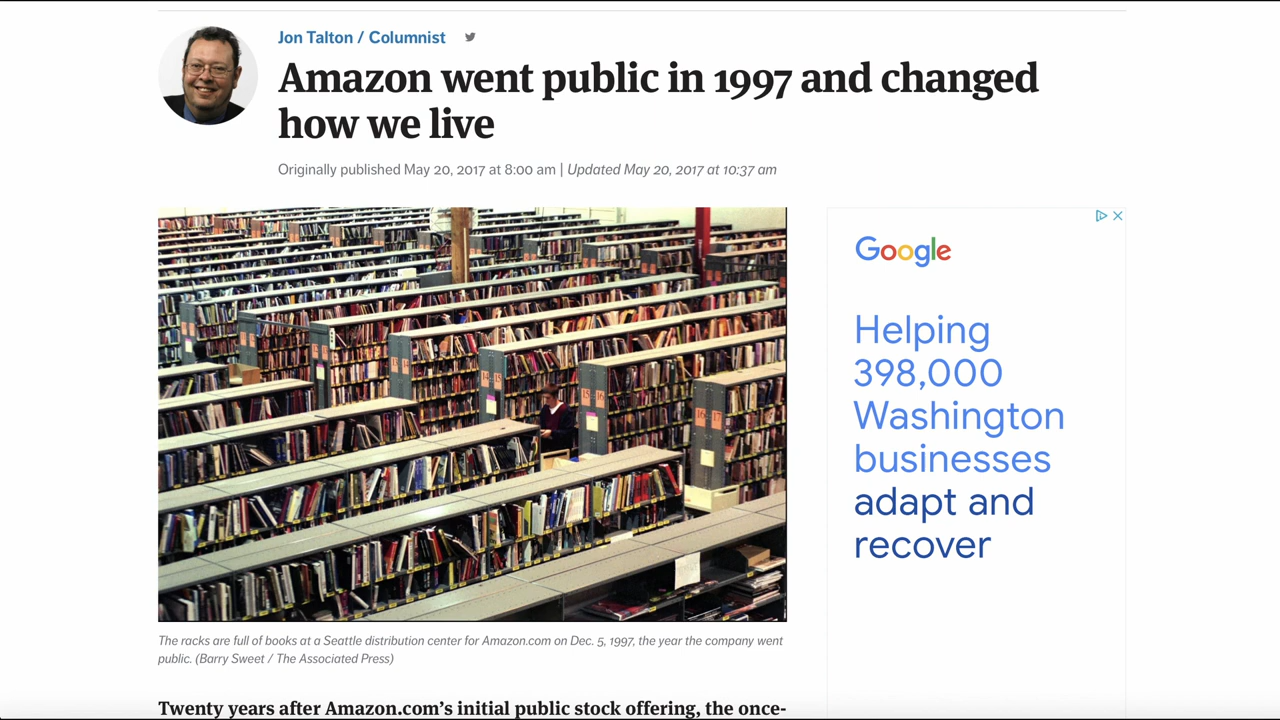 Jon Talton / Columnist
Amazon went public in 1997 and changed
how we live
Originally published May 20, 2017 at 8:00 am | Updated May 20, 2017 at 10:37 am
Google
Helping
398,000
Washington
businesses
adapt and
recover
The racks are full of books at a Seattle distribution center for Amazon.com on Dec. 5, 1997, the year the company went
public. (Barry Sweet / The Associated Press)
Twenty years after Amazon.com’s initial public stock offering, the once-